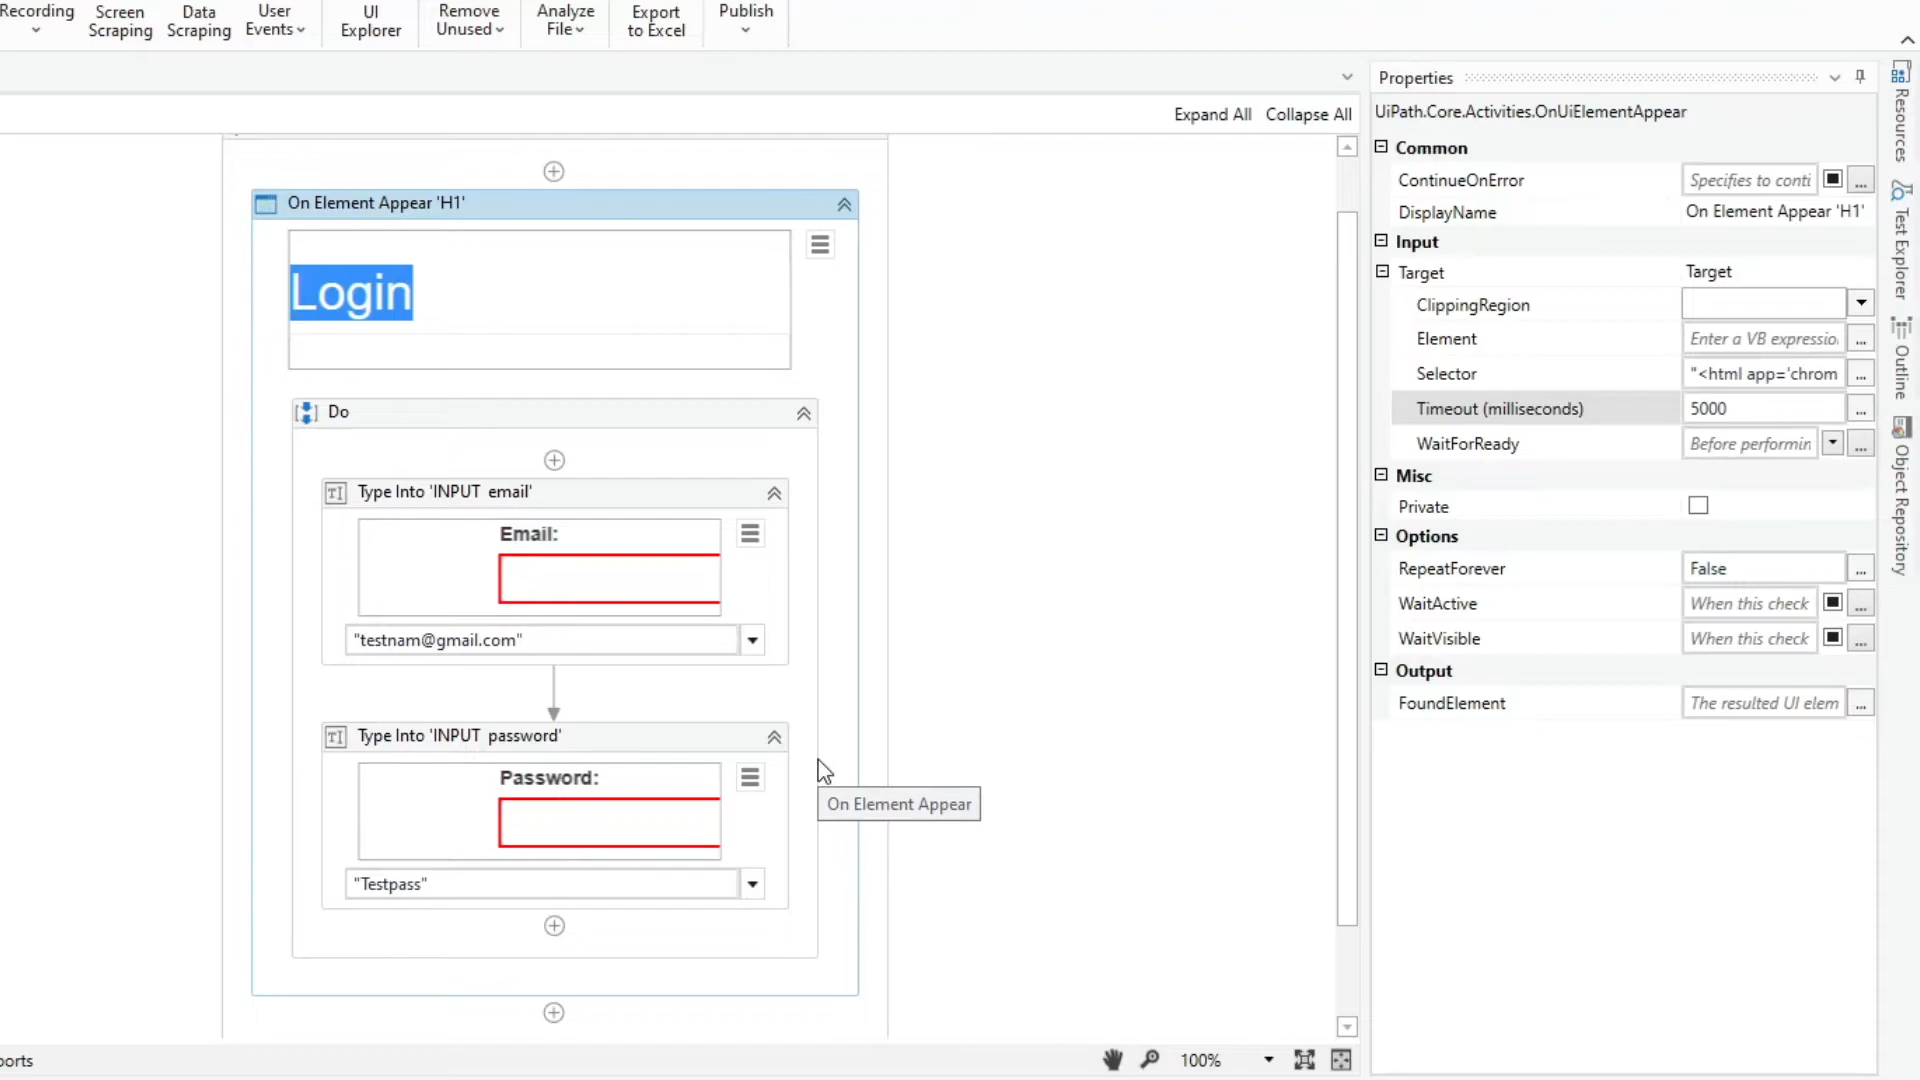 Recording
Screen
Scraping
Data
Scraping
User
Events
UI
Explorer
Remove
Unused
Analyze
File
Export
to Excel
Publish
Expand All Collapse All
On Element Appear 'H1'
Login
Do
Type Into 'INPUT email'
Email:
"testnam@gmail.com"
Type Into 'INPUT password'
Password:
"Testpass"
On Element Appear
ports
100%
Properties
UiPath.Core.Activities.OnUiElementAppear
Common
ContinueOnError Specifies to conti ...
DisplayName On Element Appear 'H1'
Input
Target Target
ClippingRegion
Element Enter a VB expressio ...
Selector "<html app='chrom ...
Timeout (milliseconds) 5000 ...
WaitForReady Before performin ...
Misc
Private
Options
RepeatForever False ...
WaitActive When this check ...
WaitVisible When this check ...
Output
FoundElement The resulted UI elem ...
Resources
Test Explorer
Outline
Object Repository